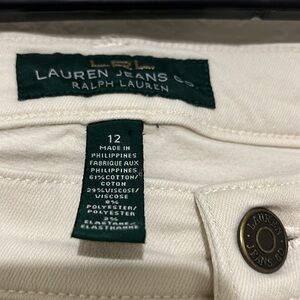 LRL
LAUREN JEANS CO.
RALPH LAUREN
12
MADE IN
PHILIPPINES
FABRIQUE AUX
PHILIPPINES
61% COTTON/
COTON
29% VISCOSE/
VISCOSE
8%
POLYESTER/
POLYESTER
2%
ELASTANE/
ELASTHANNE
LAUREN
JEANS CO.